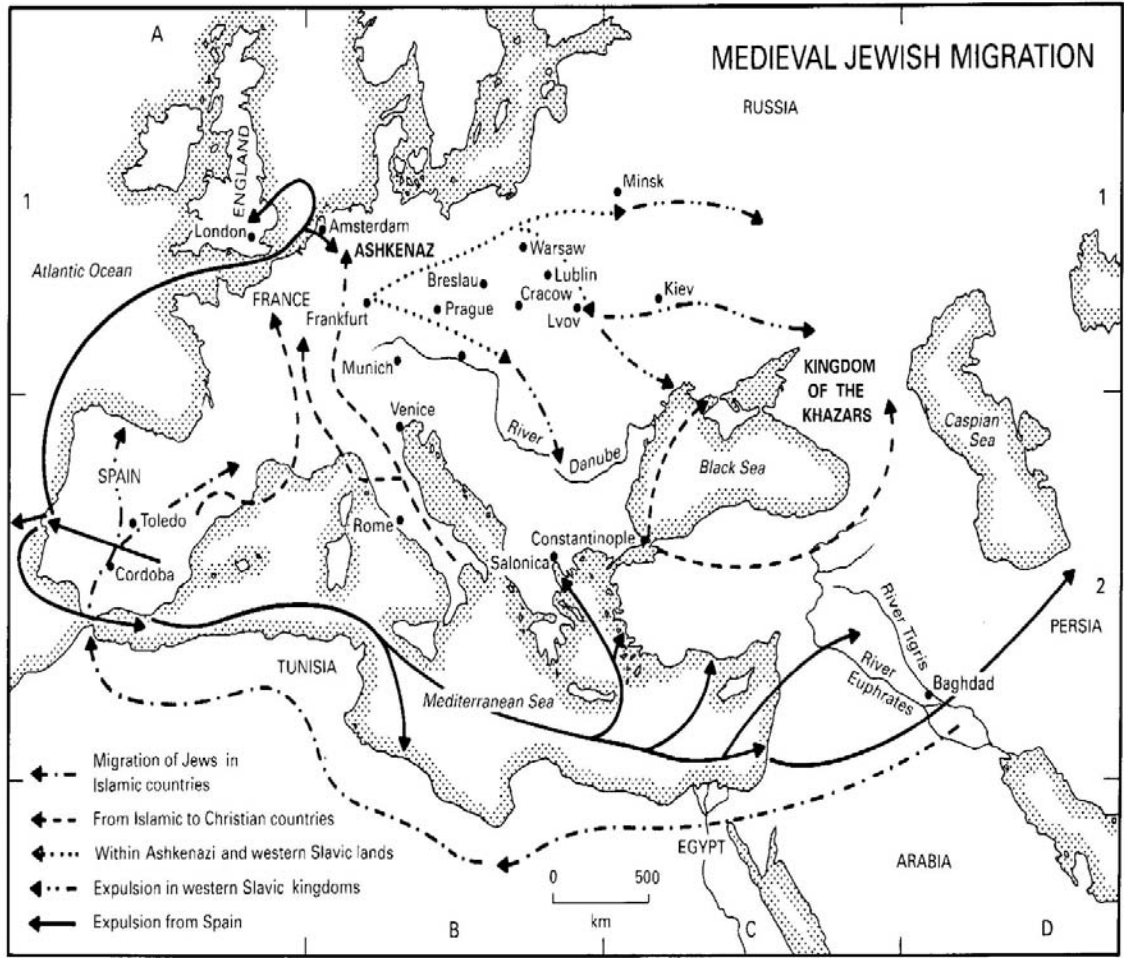 A
MEDIEVAL JEWISH MIGRATION
RUSSIA
ENGLAND
Minsk
1
1
London
Amsterdam
ASHKENAZ
Warsaw
Atlantic Ocean
Lublin
Breslau
FRANCE
Cracow
Kiev
Frankfurt
Prague
Lvov
Munich
KINGDOM
OF THE
KHAZARS
Venice
River
Danube
Caspian
Sea
Black Sea
SPAIN
Toledo
Rome
Constantinople
Salonica
Cordoba
2
River Tigris
PERSIA
TUNISIA
River
Euphrates
Baghdad
Mediterranean Sea
Migration of Jews in
Islamic countries
From Islamic to Christian countries
EGYPT
Within Ashkenazi and western Slavic lands
ARABIA
0 500
km
Expulsion in western Slavic kingdoms
Expulsion from Spain
B
C
D